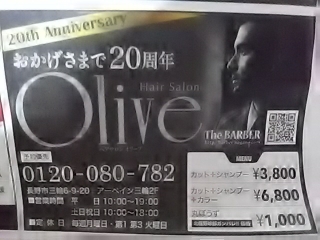 20th Anniversary
おかげさまで20周年
Hair Salon
Olive
The BARBER
予約優先
0120-080-782
長野市三輪6-9-20 アーベイン三輪2F
■営業時間 平 日 10:00~19:00
土日祝日 10:00~18:00
■定 休 日 毎週月曜日・第1 第3 火曜日
MENU
カット+シャンプー ¥3,800
カット+シャンプー
+カラー ¥6,800
¥1,000